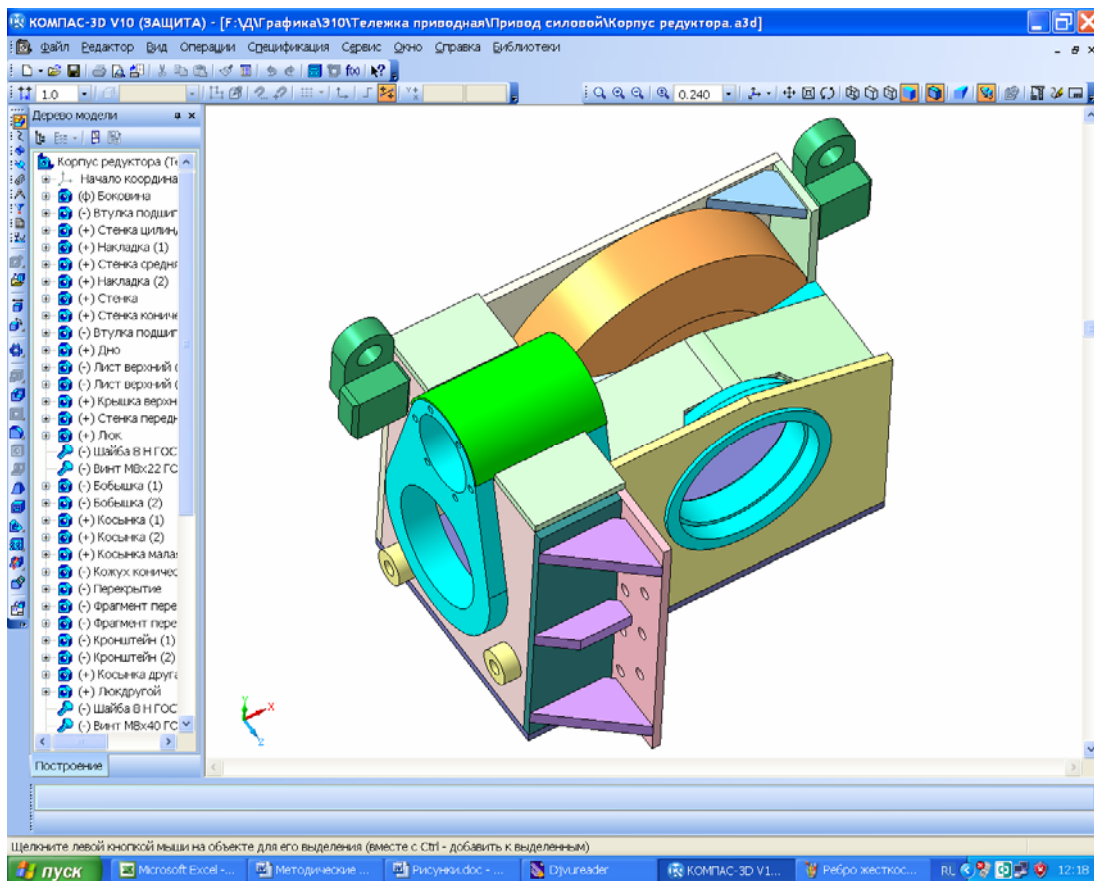 КОМПАС-3D V10 (ЗАЩИТА) - [F:\Д\Графика\Э10\Тележка приводная\Привод силовой\Корпус редуктора.a3d]
Файл Редактор Вид Операции Спецификация Сервис Окно Справка Библиотеки
1.0 0.240
Дерево модели
Корпус редуктора (Те
Начало координа
(ф) Боковина
(-) Втулка подшиг
(+) Стенка цилинд
(+) Накладка (1)
(+) Стенка средня
(+) Накладка (2)
(+) Стенка
(+) Стенка кониче
(-) Втулка подшиг
(+) Дно
(-) Лист верхний (
(-) Лист верхний (
(+) Крышка верхн
(+) Стенка передн
(+) Люк
(-) Шайба 8 Н ГОС
(-) Винт М8х22 ГС
(-) Бобышка (1)
(-) Бобышка (2)
(+) Косынка (1)
(+) Косынка (2)
(+) Косынка мала
(-) Кожух коничес
(-) Перекрытие
(-) Фрагмент пере
(-) Фрагмент пере
(-) Кронштейн (1)
(-) Кронштейн (2)
(+) Косынка друга
(+) Люкдругой
(-) Шайба 8 Н ГОС
(-) Винт М8х40 ГС
Y
X
Z
Построение
Щелкните левой кнопкой мыши на объекте для его выделения (вместе с Ctrl - добавить к выделенным)
пуск Microsoft Excel -... Методические ... Рисунки.doc - ... Djvureader КОМПАС-3D V1... Ребро жесткос... RL 12:18